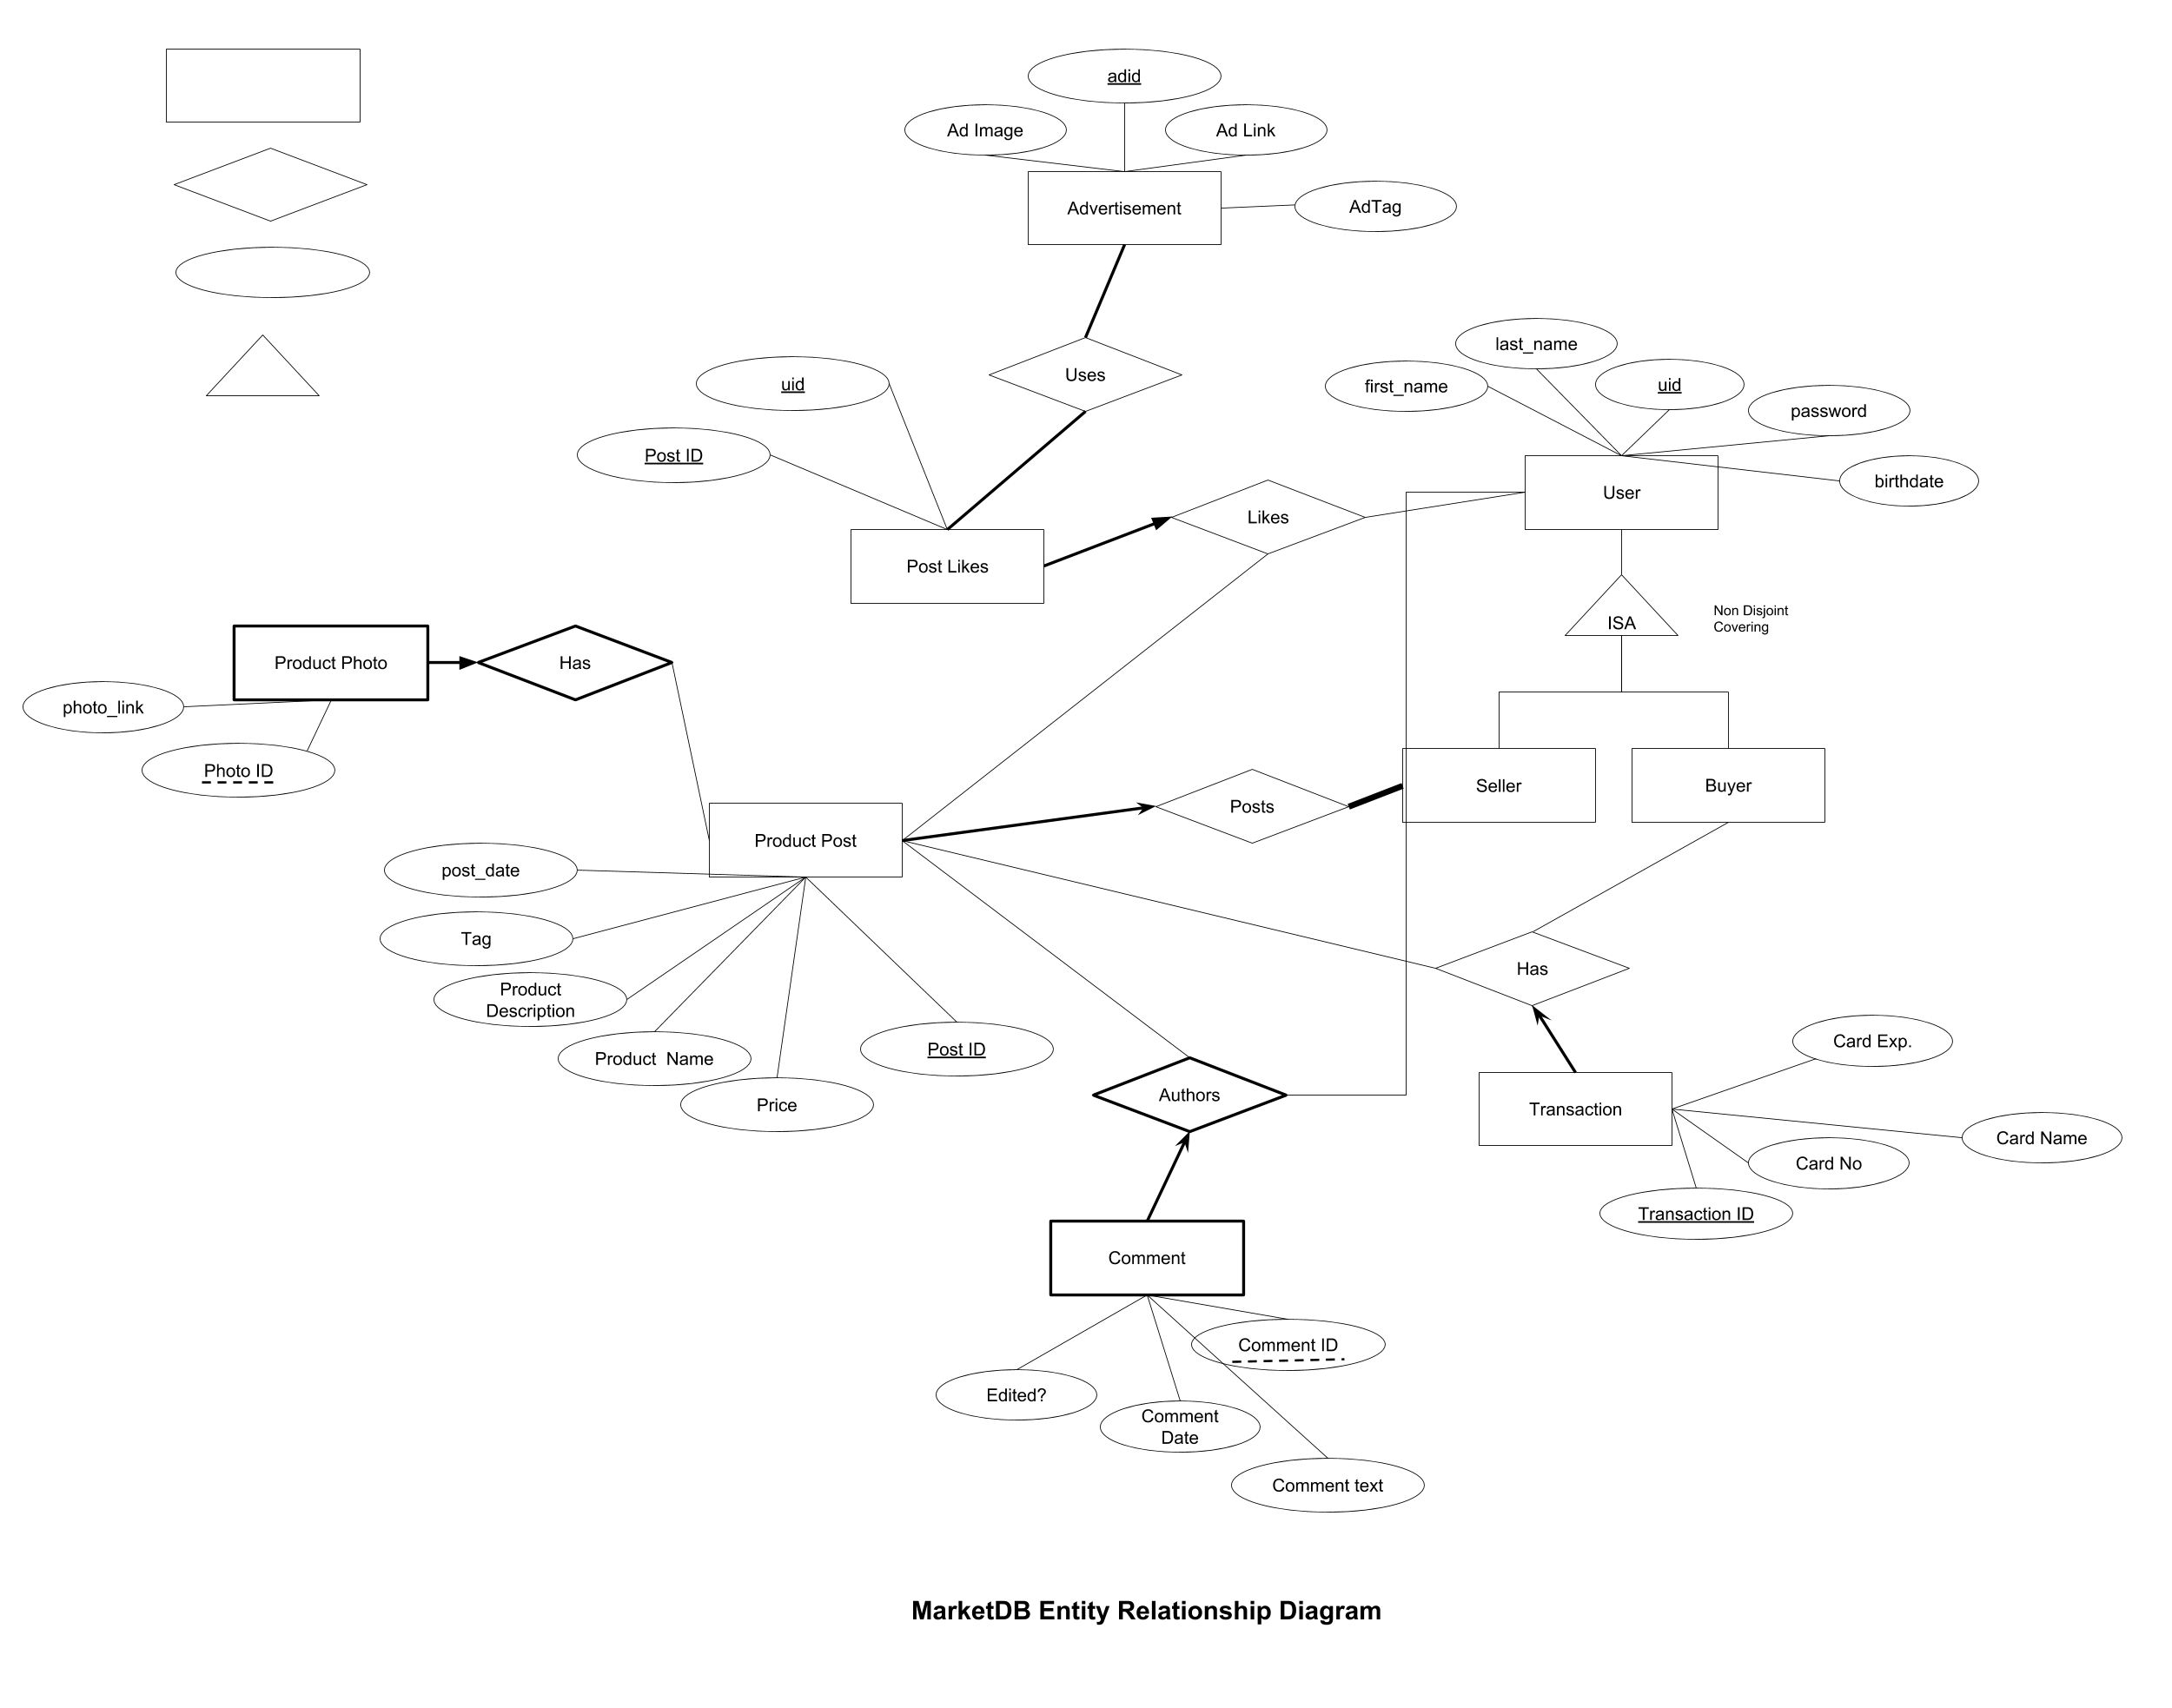 adid
Ad Image
Ad Link
Advertisement
AdTag
last_name
first_name
uid
password
birthdate
Uses
uid
Post ID
User
Likes
Post Likes
ISA
Non Disjoint
Covering
Product Photo
Has
photo_link
Photo ID
Seller
Buyer
Posts
Product Post
post_date
Tag
Product
Description
Product  Name
Price
Post ID
Has
Authors
Transaction
Card Exp.
Card Name
Card No
Transaction ID
Comment
Comment ID
Edited?
Comment
Date
Comment text
MarketDB Entity Relationship Diagram